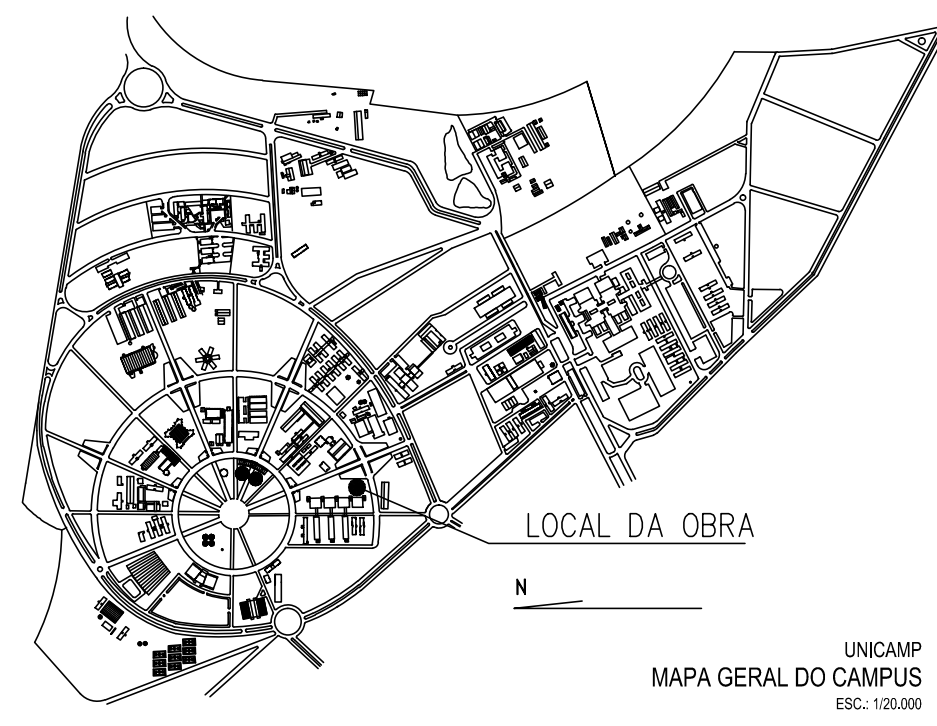 LOCAL DA OBRA
N
UNICAMP
MAPA GERAL DO CAMPUS
ESC.: 1/20.000